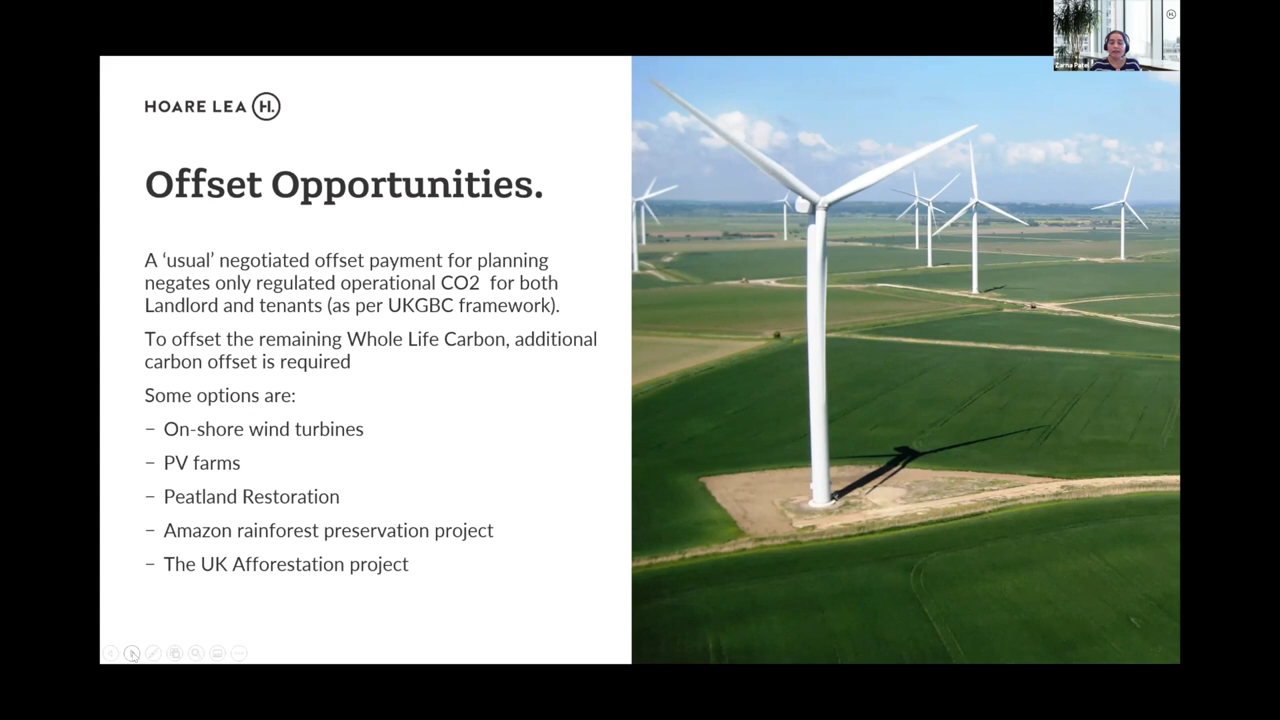 HOARE LEA H.
Zarna Patel
Offset Opportunities.
A ‘usual’ negotiated offset payment for planning
negates only regulated operational CO2  for both
Landlord and tenants (as per UKGBC framework).
To offset the remaining Whole Life Carbon, additional
carbon offset is required
Some options are:
– On-shore wind turbines
– PV farms
– Peatland Restoration
– Amazon rainforest preservation project
– The UK Afforestation project